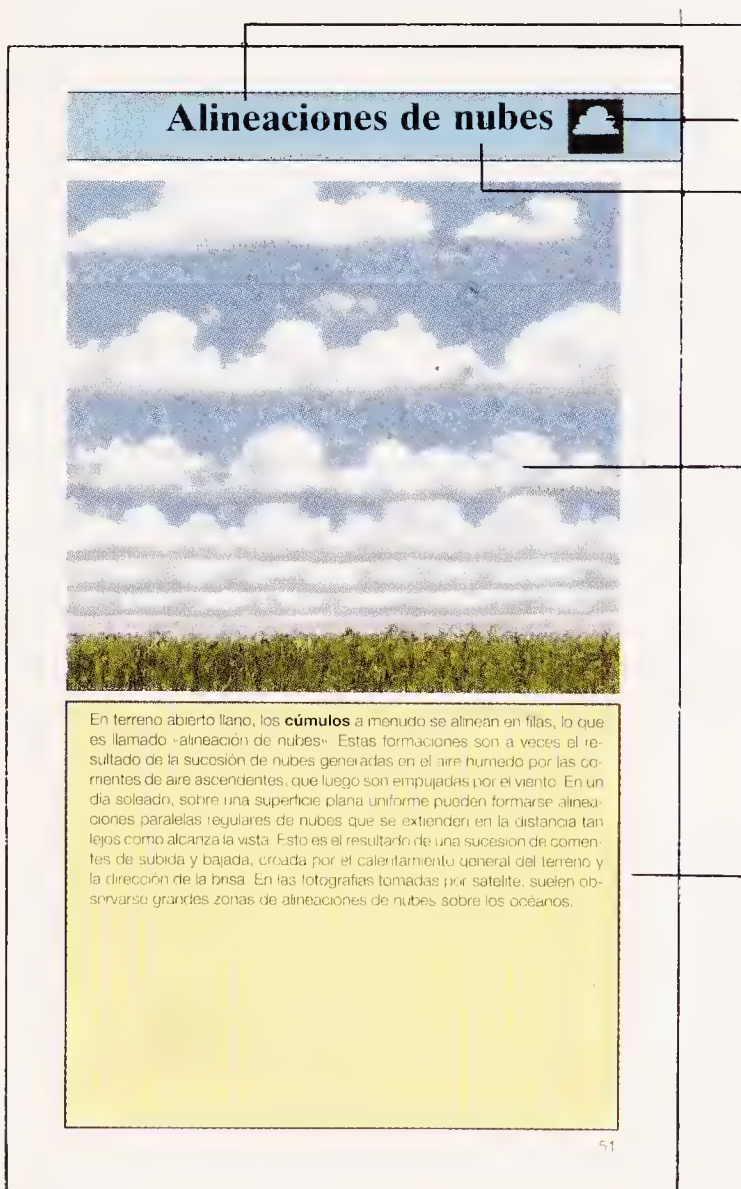 Alineaciones de nubes
En terreno abierto llano, los cúmulos a menudo se alinean en filas, lo que
es llamado «alineación de nubes». Estas formaciones son a veces el re-
sultado de la sucesión de nubes generadas en el aire humedo por las co-
rrientes de aire ascendentes, que luego son empujadas por el viento. En un
día soleado, sobre una superficie plana uniforme pueden formarse alinea-
ciones paralelas regulares de nubes que se extienden en la distancia tan
lejos como alcanza la vista. Esto es el resultado de una sucesión de corrien-
tes de subida y bajada, creada por el calentamiento general del terreno y
la dirección de la brisa. En las fotografías tomadas por satélite, suelen ob-
servarse grandes zonas de alineaciones de nubes sobre los océanos.
51